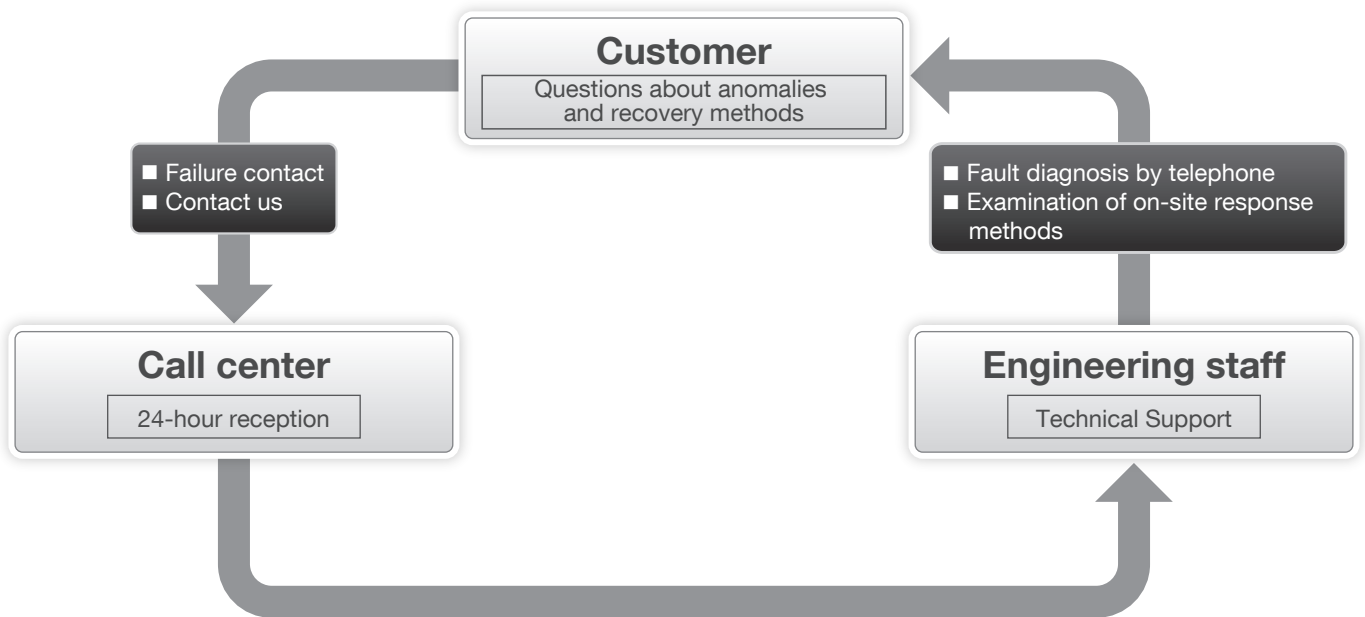 Customer
Questions about anomalies
and recovery methods
■ Failure contact
■ Contact us
■ Fault diagnosis by telephone
■ Examination of on-site response
methods
Call center
24-hour reception
Engineering staff
Technical Support